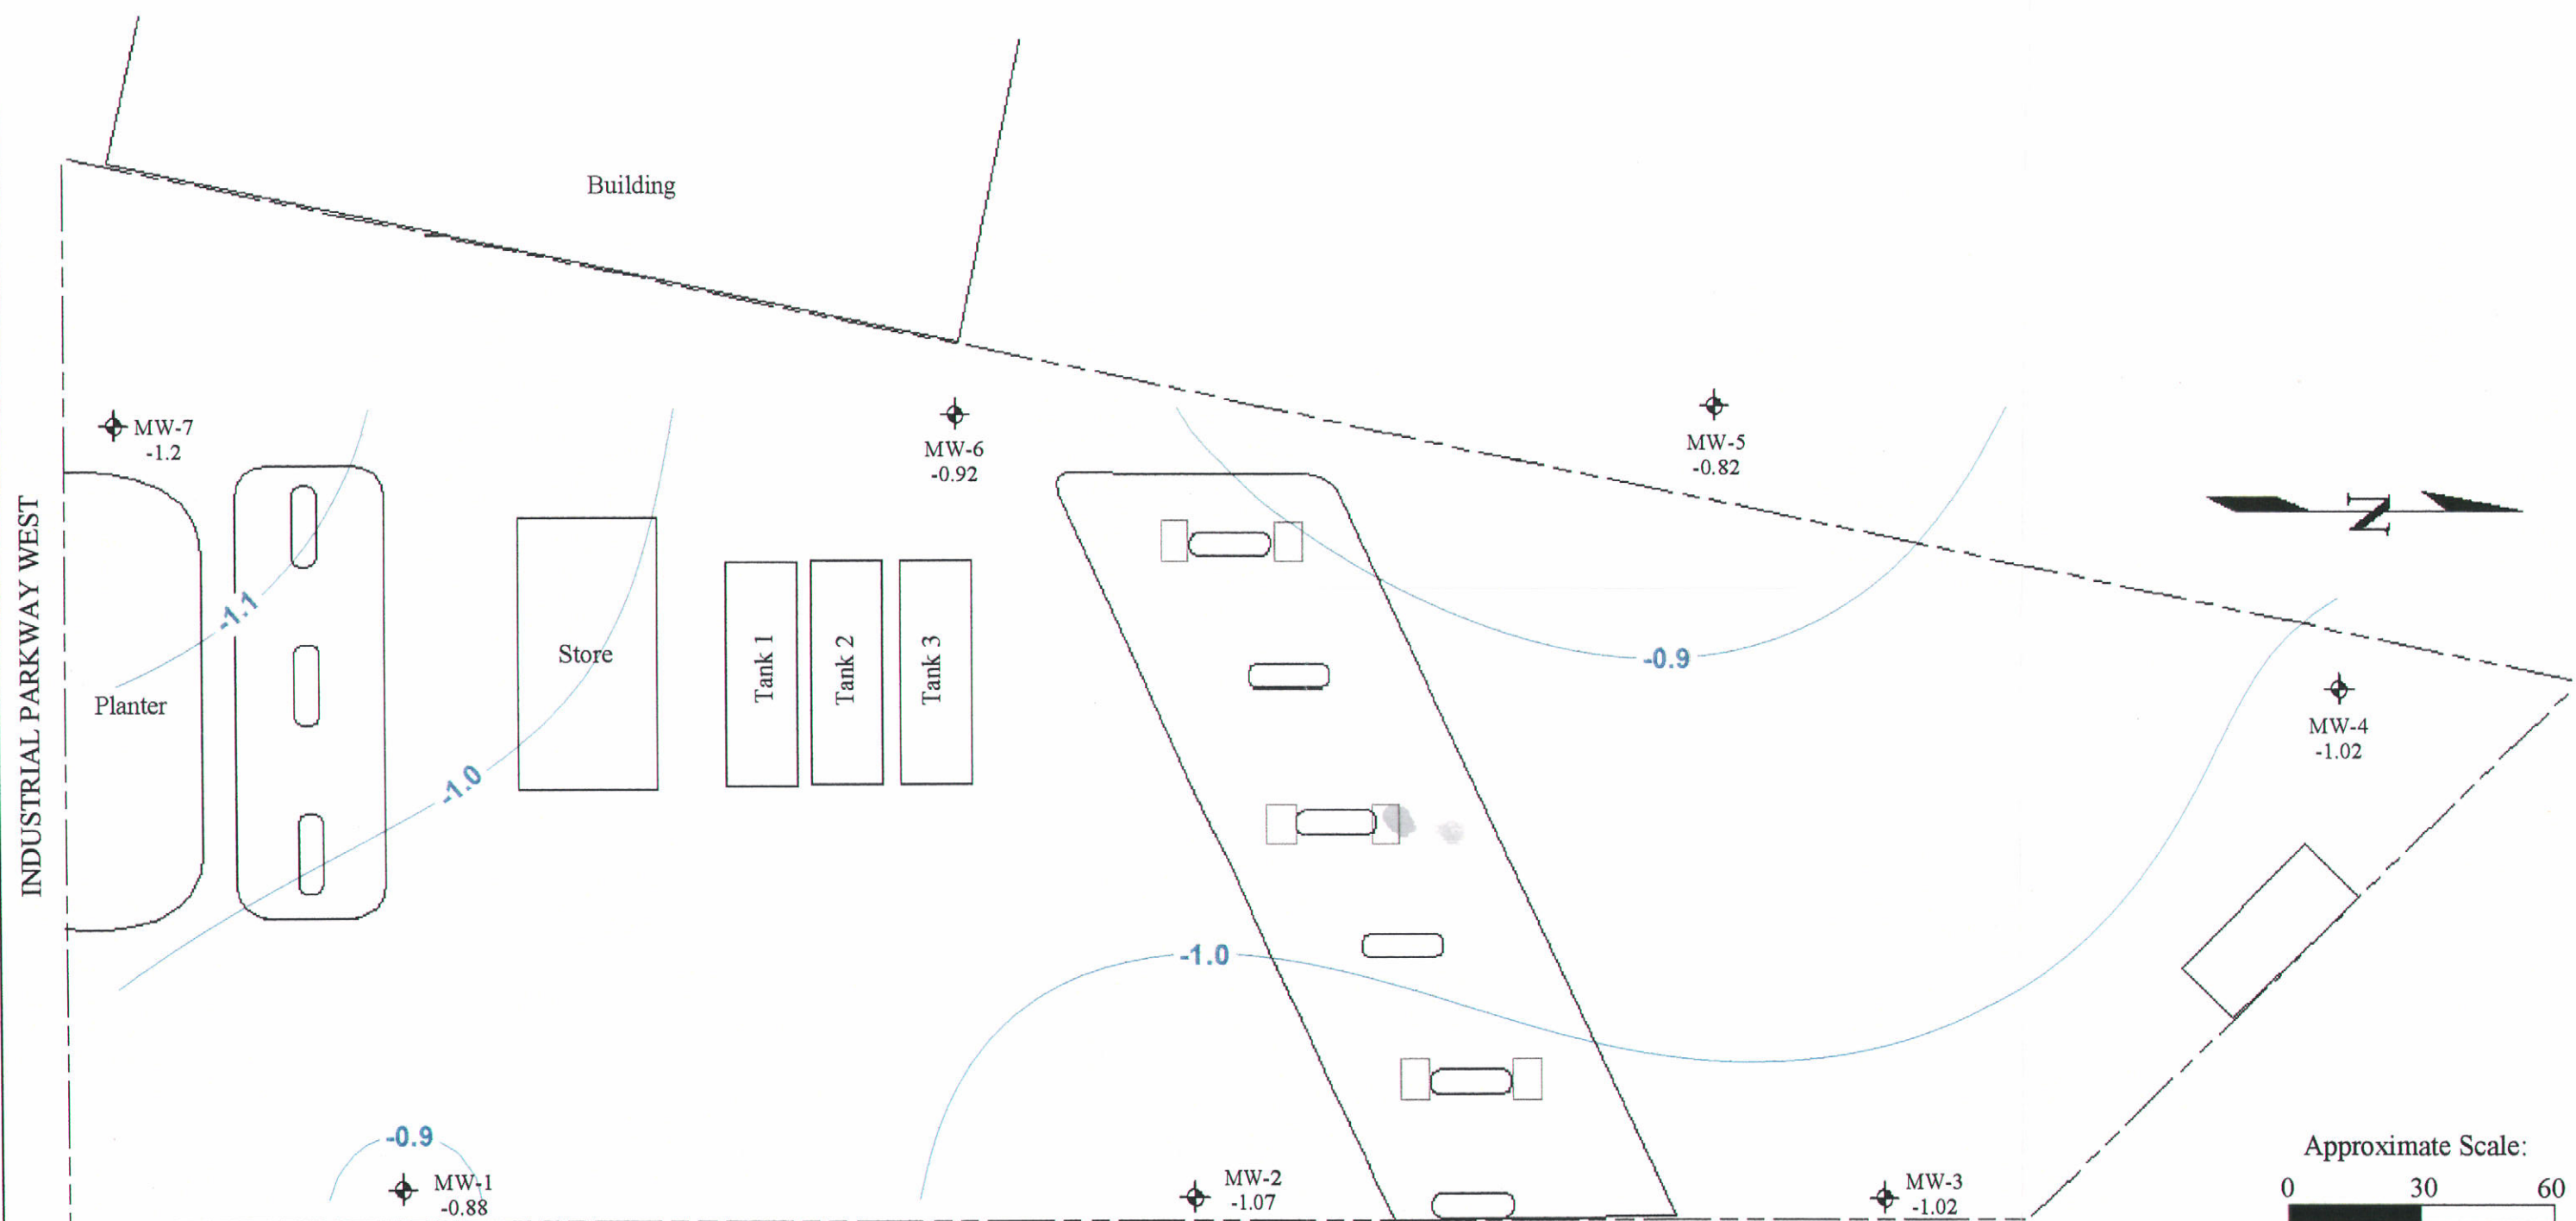 Building
MW-7
-1.2
MW-6
-0.92
MW-5
-0.82
N
INDUSTRIAL PARKWAY WEST
-1.1
Planter
Store
Tank 1
Tank 2
Tank 3
-0.9
MW-4
-1.02
-1.0
-1.0
-0.9
MW-1
-0.88
MW-2
-1.07
MW-3
-1.02
Approximate Scale:
0 30 60